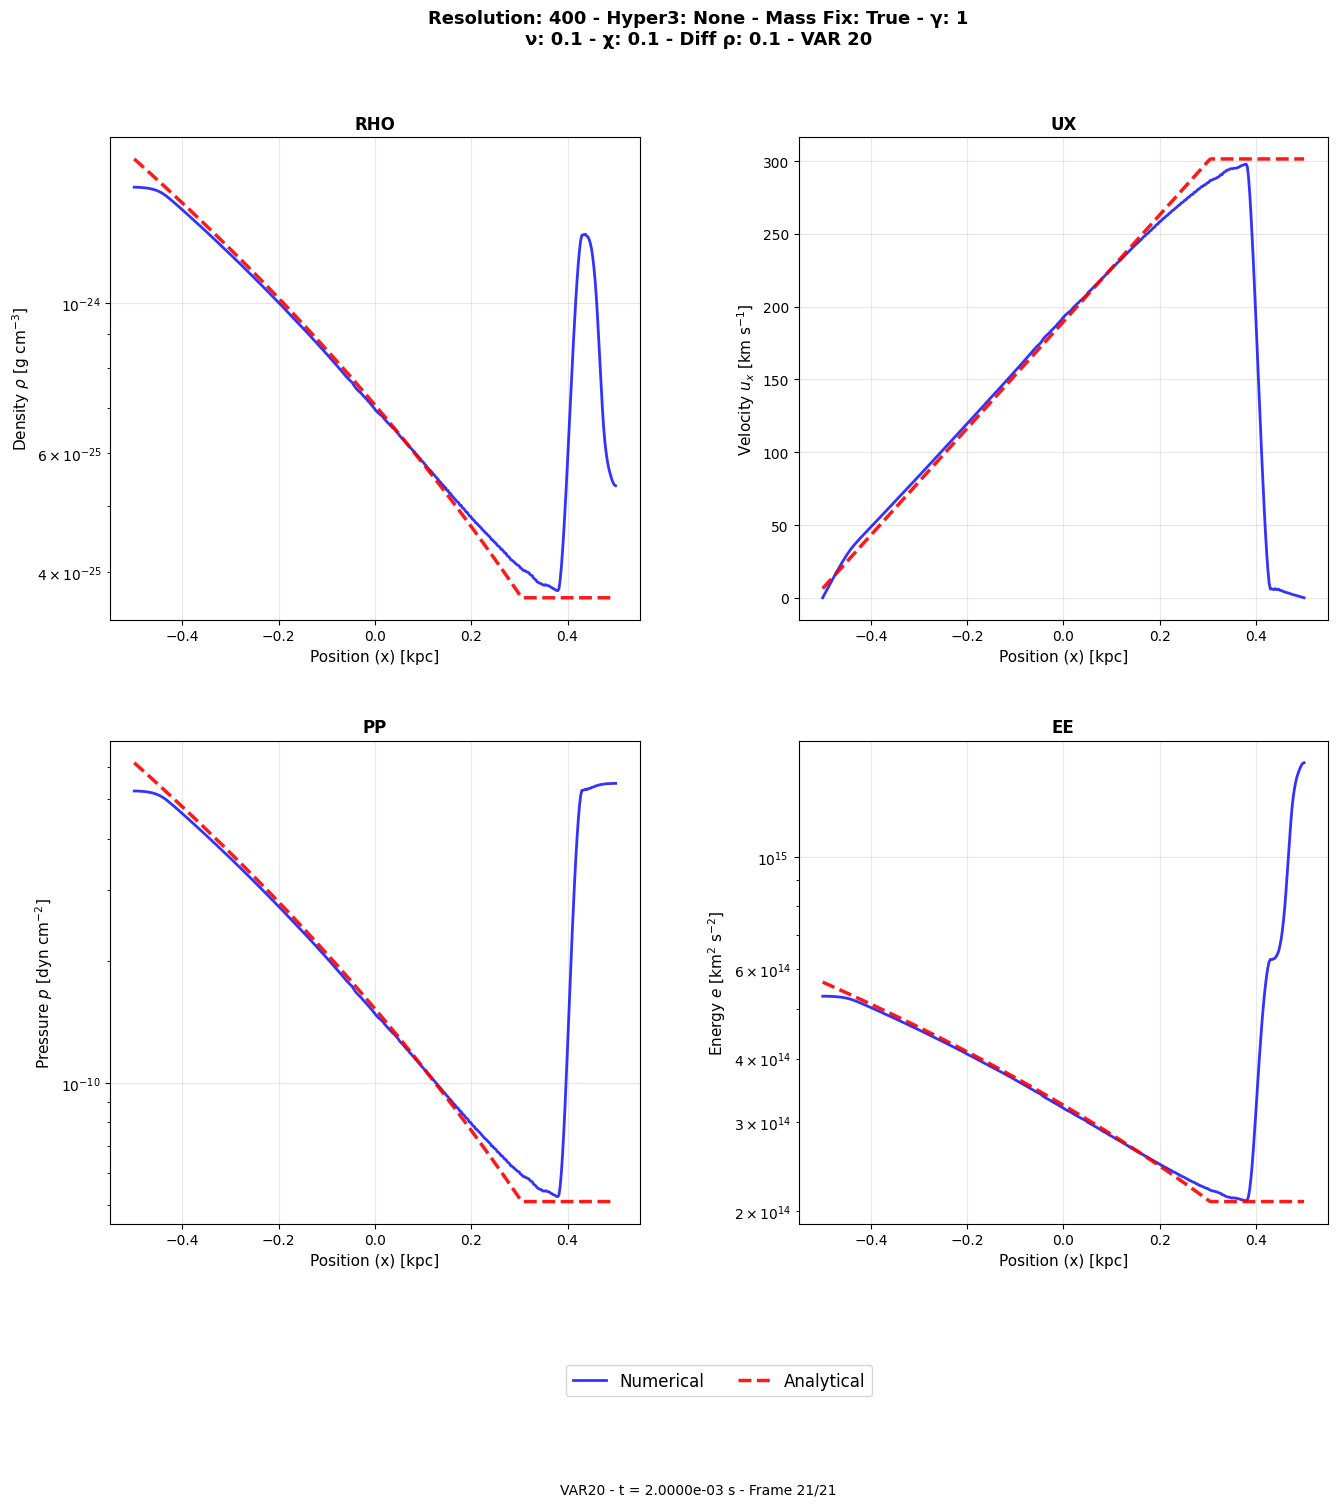 Resolution: 400 - Hyper3: None - Mass Fix: True - γ: 1
ν: 0.1 - χ: 0.1 - Diff ρ: 0.1 - VAR 20
RHO
Density ρ [g cm⁻³]
10⁻²⁴
6 × 10⁻²⁵
4 × 10⁻²⁵
−0.4 −0.2 0.0 0.2 0.4
Position (x) [kpc]
UX
Velocity uₓ [km s⁻¹]
300
250
200
150
100
50
0
−0.4 −0.2 0.0 0.2 0.4
Position (x) [kpc]
PP
Pressure p [dyn cm⁻²]
10⁻¹⁰
−0.4 −0.2 0.0 0.2 0.4
Position (x) [kpc]
EE
Energy e [km² s⁻²]
10¹⁵
6 × 10¹⁴
4 × 10¹⁴
3 × 10¹⁴
2 × 10¹⁴
−0.4 −0.2 0.0 0.2 0.4
Position (x) [kpc]
Numerical Analytical
VAR20 - t = 2.0000e-03 s - Frame 21/21